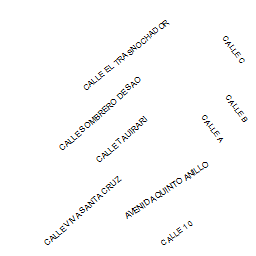 CALLE EL TRASNOCHADOR
CALLE C
CALLE SOMBRERO DE SAO
CALLE B
CALLE TAUIRARI
CALLE A
CALLE VIVA SANTA CRUZ
AVENIDA QUINTO ANILLO
CALLE 10